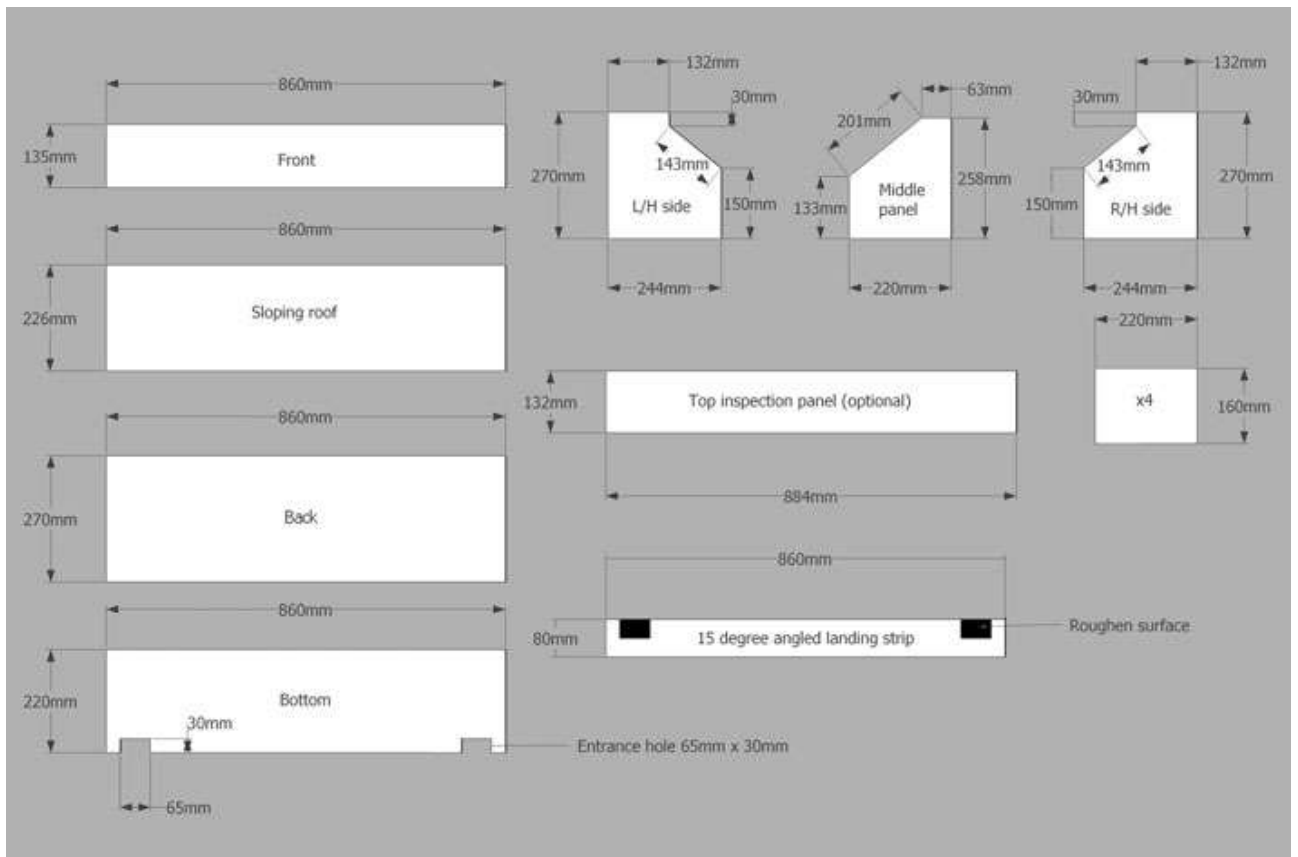 860mm
135mm
Front
860mm
226mm
Sloping roof
860mm
270mm
Back
860mm
220mm
Bottom
30mm
65mm
Entrance hole 65mm x 30mm
132mm
30mm
143mm
270mm
L/H side
150mm
244mm
63mm
201mm
258mm
Middle
panel
133mm
220mm
132mm
30mm
143mm
270mm
150mm
R/H side
244mm
132mm
Top inspection panel (optional)
884mm
220mm
x4
160mm
860mm
80mm
15 degree angled landing strip
Roughen surface